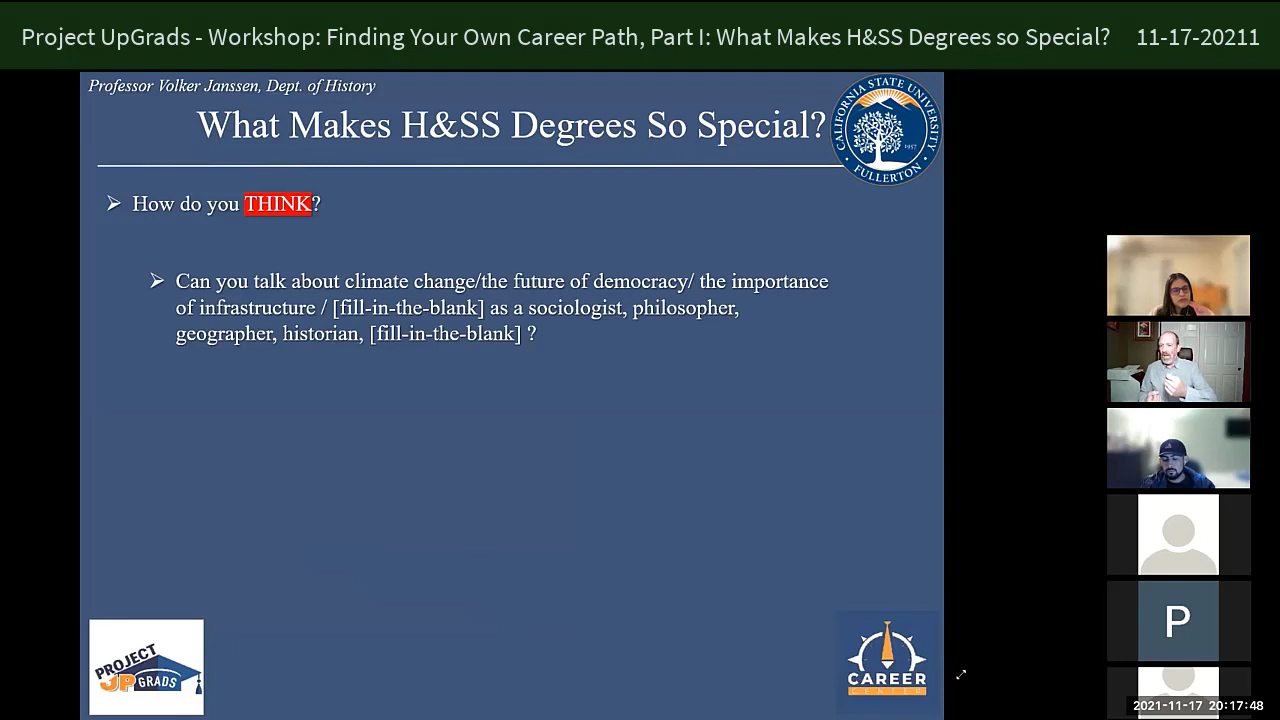 Project UpGrads - Workshop: Finding Your Own Career Path, Part I: What Makes H&SS Degrees so Special? 11-17-20211
Professor Volker Janssen, Dept. of History
What Makes H&SS Degrees So Special?
CALIFORNIA STATE UNIVERSITY
1957
FULLERTON
➢ How do you THINK?
➢ Can you talk about climate change/the future of democracy/ the importance
of infrastructure / [fill-in-the-blank] as a sociologist, philosopher,
geographer, historian, [fill-in-the-blank] ?
P
PROJECT
UPGRADS
CAREER
CENTER
2021-11-17 20:17:48